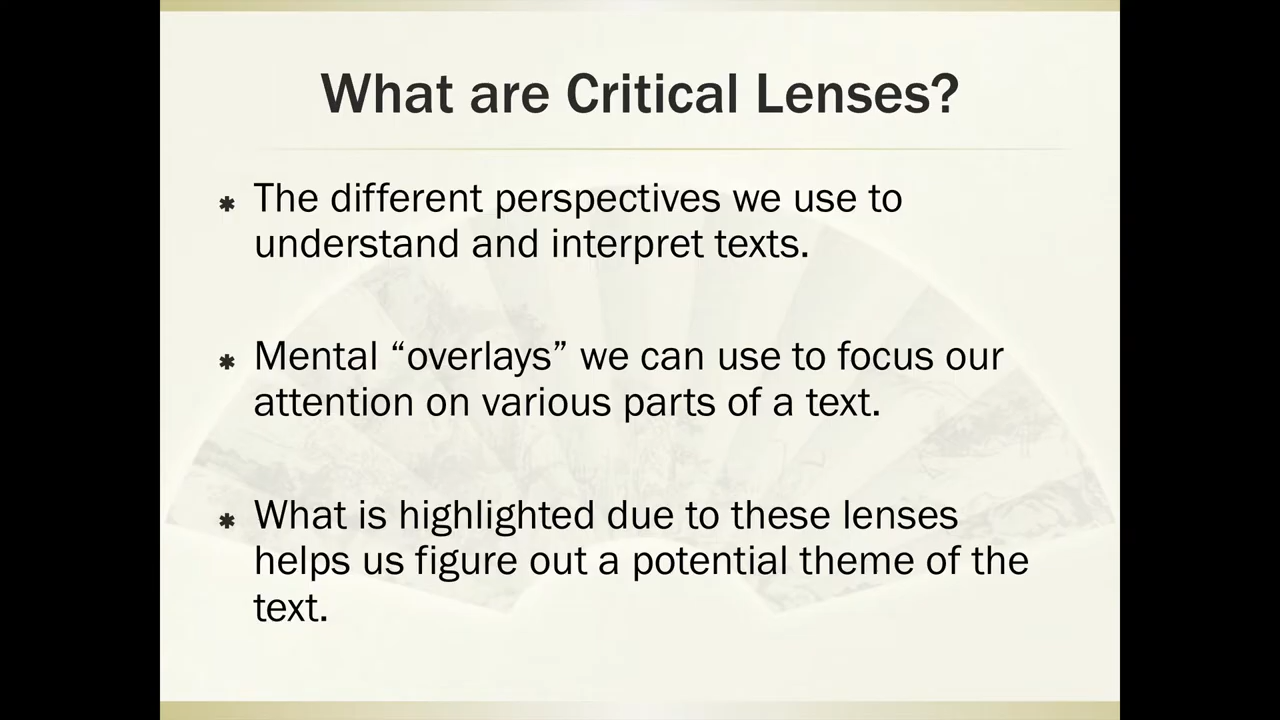 What are Critical Lenses?
✱ The different perspectives we use to
understand and interpret texts.
✱ Mental “overlays” we can use to focus our
attention on various parts of a text.
✱ What is highlighted due to these lenses
helps us figure out a potential theme of the
text.